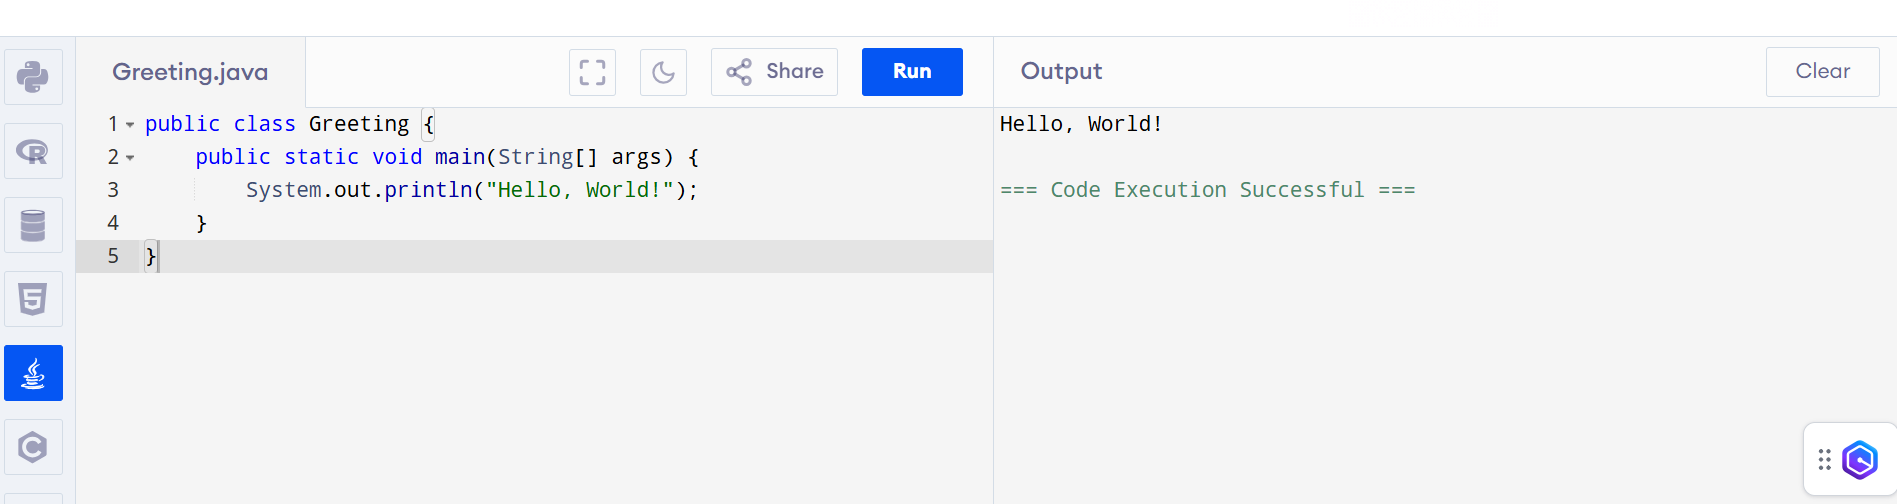 Greeting.java
Share
Run
Output
Clear
1 public class Greeting {
2     public static void main(String[] args) {
3         System.out.println("Hello, World!");
4     }
5 }
Hello, World!
=== Code Execution Successful ===